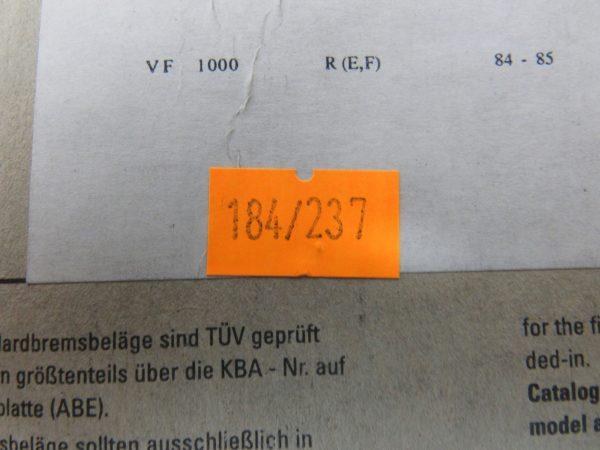 VF 1000 R (E,F) 84 - 85
184/237
dardbremsbeläge sind TÜV geprüft
n größtenteils über die KBA - Nr. auf
platte (ABE).
sbeläge sollten ausschließlich in
for the fi
ded-in.
Catalog
model a